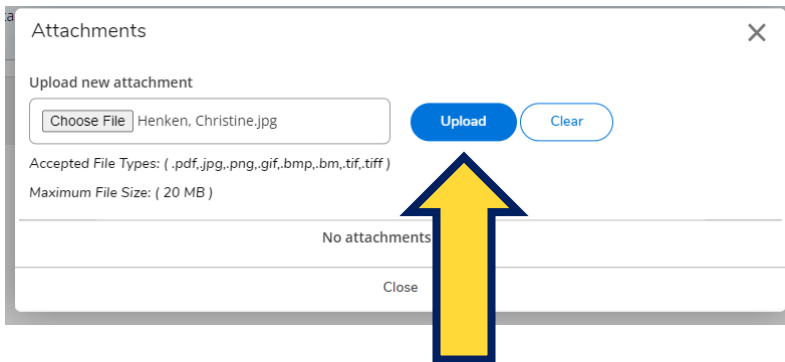 Attachments
Upload new attachment
Choose File Henken, Christine.jpg Upload Clear
Accepted File Types: ( .pdf,.jpg,.png,.gif,.bmp,.bm,.tif,.tiff )
Maximum File Size: ( 20 MB )
No attachments
Close